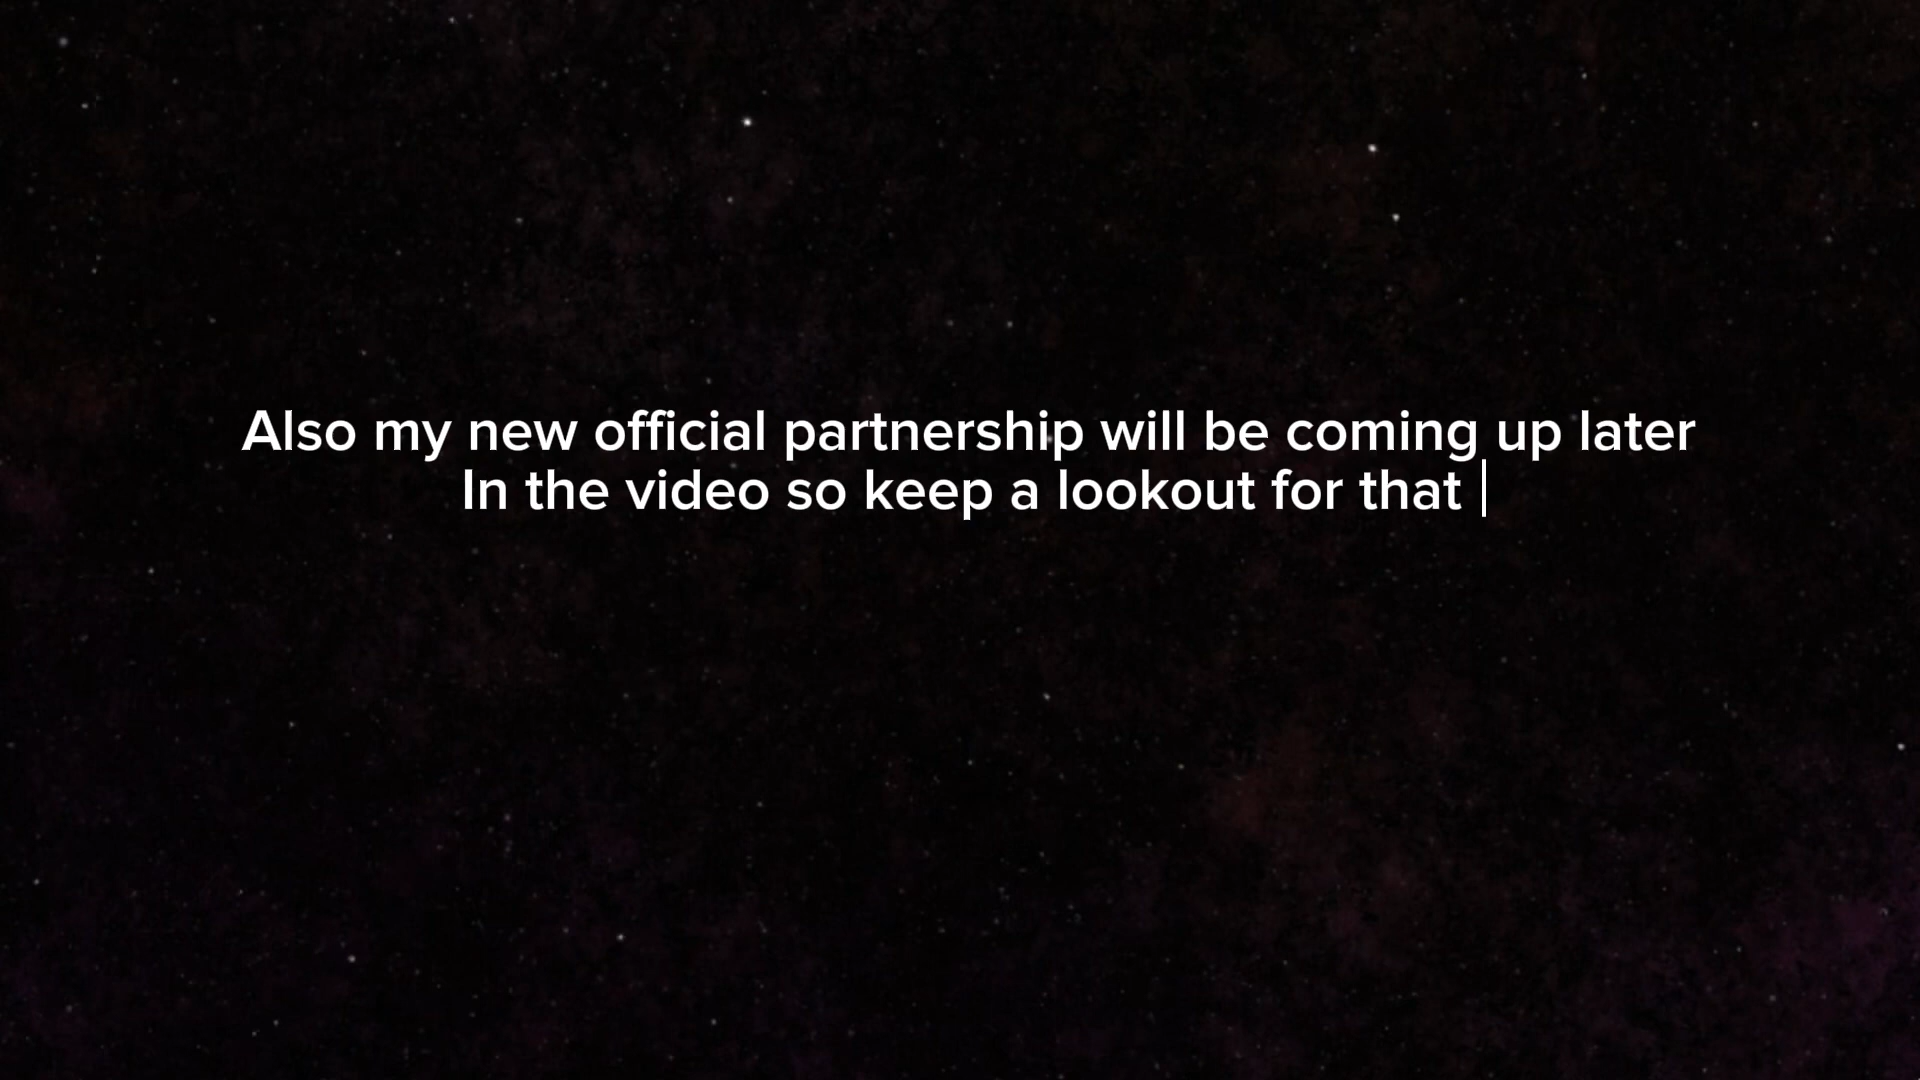 Also my new official partnership will be coming up later
In the video so keep a lookout for that